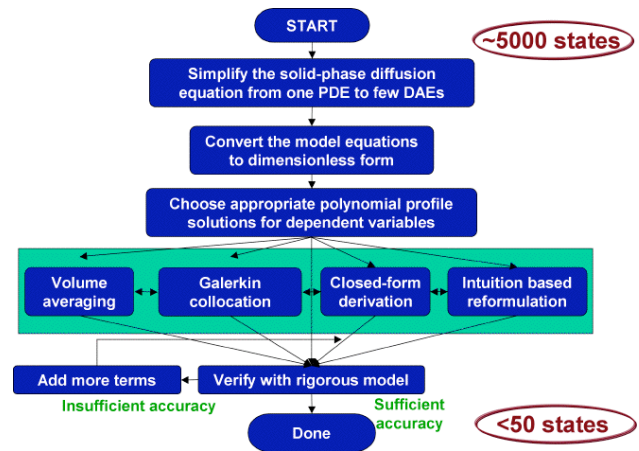 START
~5000 states
Simplify the solid-phase diffusion
equation from one PDE to few DAEs
Convert the model equations
to dimensionless form
Choose appropriate polynomial profile
solutions for dependent variables
Volume
averaging
Galerkin
collocation
Closed-form
derivation
Intuition based
reformulation
Add more terms
Verify with rigorous model
Insufficient accuracy
Sufficient
accuracy
Done
<50 states